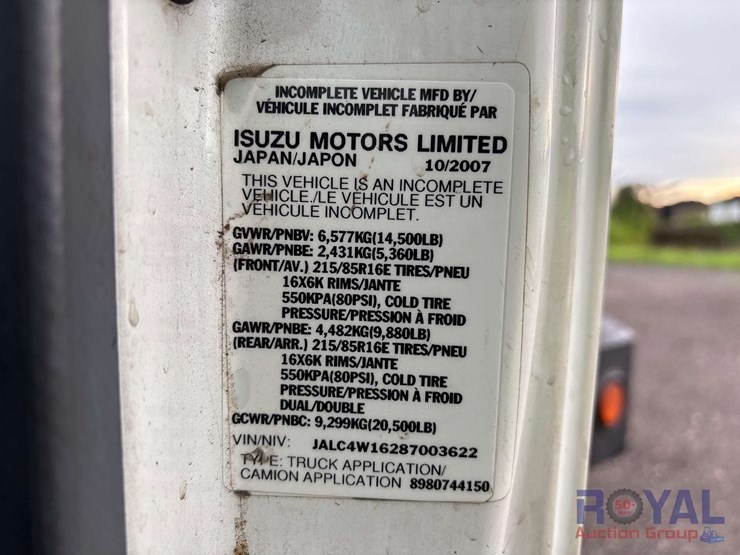 INCOMPLETE VEHICLE MFD BY/
VÉHICULE INCOMPLET FABRIQUÉ PAR
ISUZU MOTORS LIMITED
JAPAN/JAPON 10/2007
THIS VEHICLE IS AN INCOMPLETE
VEHICLE./LE VÉHICULE EST UN
VÉHICULE INCOMPLET.
GVWR/PNBV: 6,577KG(14,500LB)
GAWR/PNBE: 2,431KG(5,360LB)
(FRONT/AV.) 215/85R16E TIRES/PNEU
16X6K RIMS/JANTE
550KPA(80PSI), COLD TIRE
PRESSURE/PRESSION À FROID
GAWR/PNBE: 4,482KG(9,880LB)
(REAR/ARR.) 215/85R16E TIRES/PNEU
16X6K RIMS/JANTE
550KPA(80PSI), COLD TIRE
PRESSURE/PRESSION À FROID
DUAL/DOUBLE
GCWR/PNBC: 9,299KG(20,500LB)
VIN/NIV: JALC4W16287003622
TYPE: TRUCK APPLICATION/
CAMION APPLICATION 8980744150
ROYAL
Auction Group